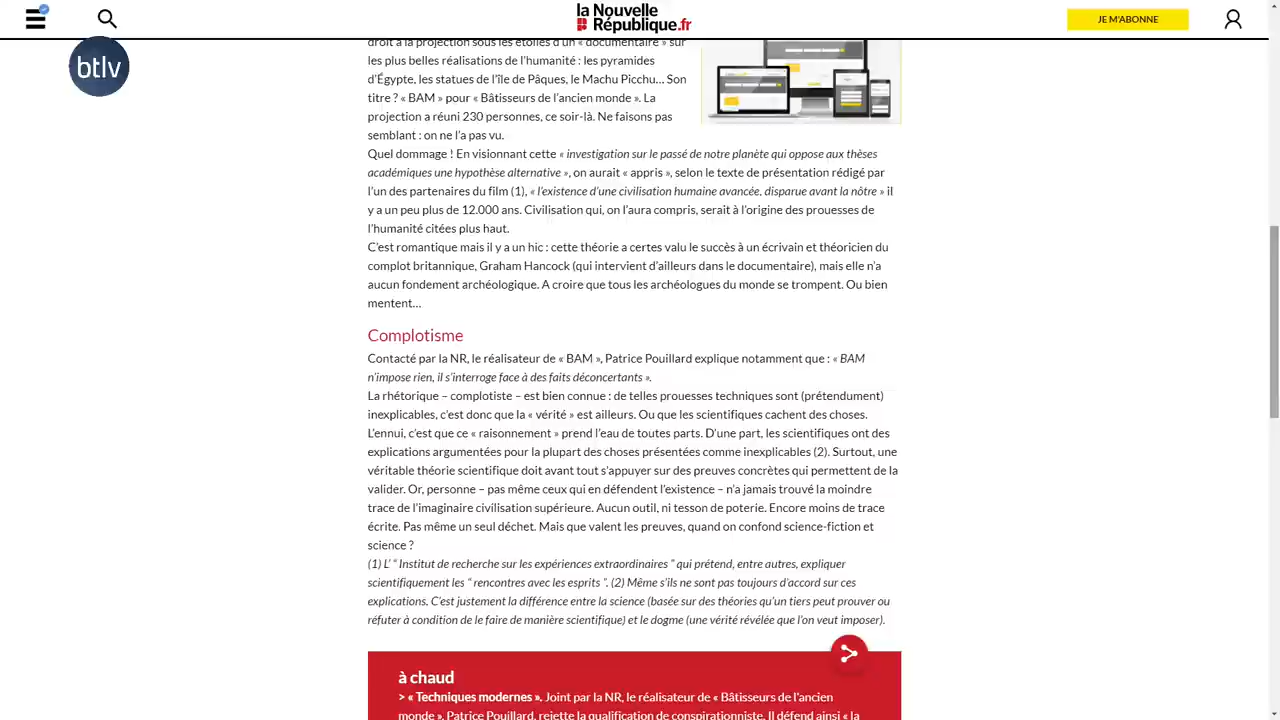 la Nouvelle
République.fr
JE M'ABONNE
btlv
droit à la projection sous les étoiles d'un « documentaire » sur
les plus belles réalisations de l'humanité : les pyramides
d'Égypte, les statues de l'île de Pâques, le Machu Picchu... Son
titre ? « BAM » pour « Bâtisseurs de l'ancien monde ». La
projection a réuni 230 personnes, ce soir-là. Ne faisons pas
semblant : on ne l'a pas vu.
Quel dommage ! En visionnant cette « investigation sur le passé de notre planète qui oppose aux thèses
académiques une hypothèse alternative », on aurait « appris », selon le texte de présentation rédigé par
l'un des partenaires du film (1), « l'existence d'une civilisation humaine avancée, disparue avant la nôtre » il
y a un peu plus de 12.000 ans. Civilisation qui, on l'aura compris, serait à l'origine des prouesses de
l'humanité citées plus haut.
C'est romantique mais il y a un hic : cette théorie a certes valu le succès à un écrivain et théoricien du
complot britannique, Graham Hancock (qui intervient d'ailleurs dans le documentaire), mais elle n'a
aucun fondement archéologique. A croire que tous les archéologues du monde se trompent. Ou bien
mentent...
Complotisme
Contacté par la NR, le réalisateur de « BAM », Patrice Pouillard explique notamment que : « BAM
n'impose rien, il s'interroge face à des faits déconcertants ».
La rhétorique – complotiste – est bien connue : de telles prouesses techniques sont (prétendument)
inexplicables, c'est donc que la « vérité » est ailleurs. Ou que les scientifiques cachent des choses.
L'ennui, c'est que ce « raisonnement » prend l'eau de toutes parts. D'une part, les scientifiques ont des
explications argumentées pour la plupart des choses présentées comme inexplicables (2). Surtout, une
véritable théorie scientifique doit avant tout s'appuyer sur des preuves concrètes qui permettent de la
valider. Or, personne – pas même ceux qui en défendent l'existence – n'a jamais trouvé la moindre
trace de l'imaginaire civilisation supérieure. Aucun outil, ni tesson de poterie. Encore moins de trace
écrite. Pas même un seul déchet. Mais que valent les preuves, quand on confond science-fiction et
science ?
(1) L' " Institut de recherche sur les expériences extraordinaires " qui prétend, entre autres, expliquer
scientifiquement les " rencontres avec les esprits ". (2) Même s'ils ne sont pas toujours d'accord sur ces
explications. C'est justement la différence entre la science (basée sur des théories qu'un tiers peut prouver ou
réfuter à condition de le faire de manière scientifique) et le dogme (une vérité révélée que l'on veut imposer).
à chaud
> « Techniques modernes ». Joint par la NR, le réalisateur de « Bâtisseurs de l'ancien
monde », Patrice Pouillard, rejette la qualification de conspirationniste. Il défend ainsi « la